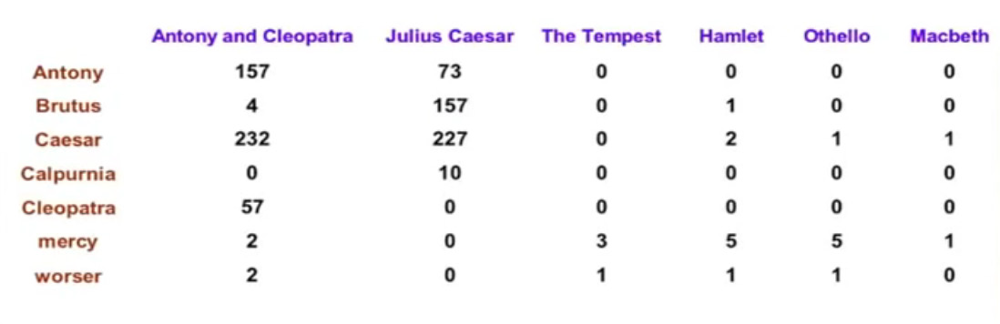 Antony and Cleopatra Julius Caesar The Tempest Hamlet Othello Macbeth
Antony 157 73 0 0 0 0
Brutus 4 157 0 1 0 0
Caesar 232 227 0 2 1 1
Calpurnia 0 10 0 0 0 0
Cleopatra 57 0 0 0 0 0
mercy 2 0 3 5 5 1
worser 2 0 1 1 1 0